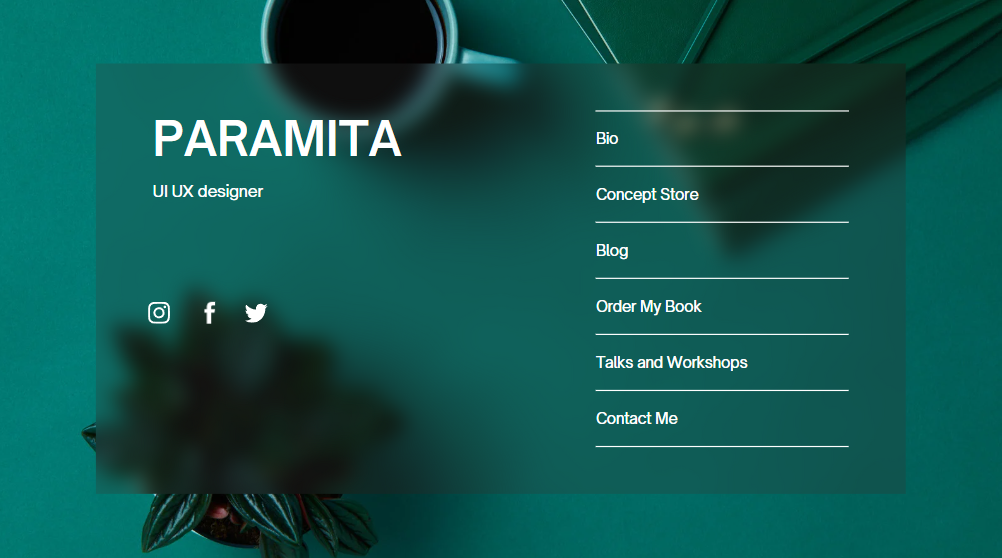 PARAMITA
UI UX designer
Bio
Concept Store
Blog
Order My Book
Talks and Workshops
Contact Me